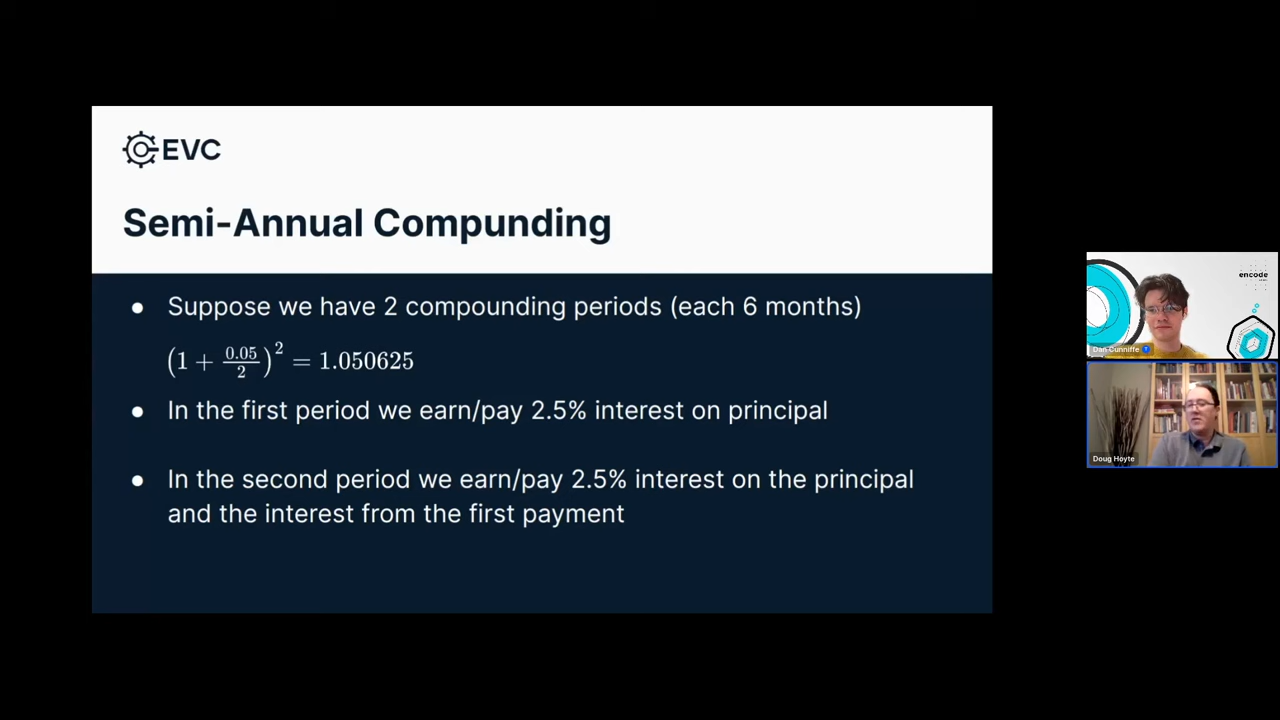 EVC
Semi-Annual Compunding
● Suppose we have 2 compounding periods (each 6 months)
(1 + 0.05/2)² = 1.050625
● In the first period we earn/pay 2.5% interest on principal
● In the second period we earn/pay 2.5% interest on the principal
and the interest from the first payment
encode
Dan Cunniffe
Doug Hoyte